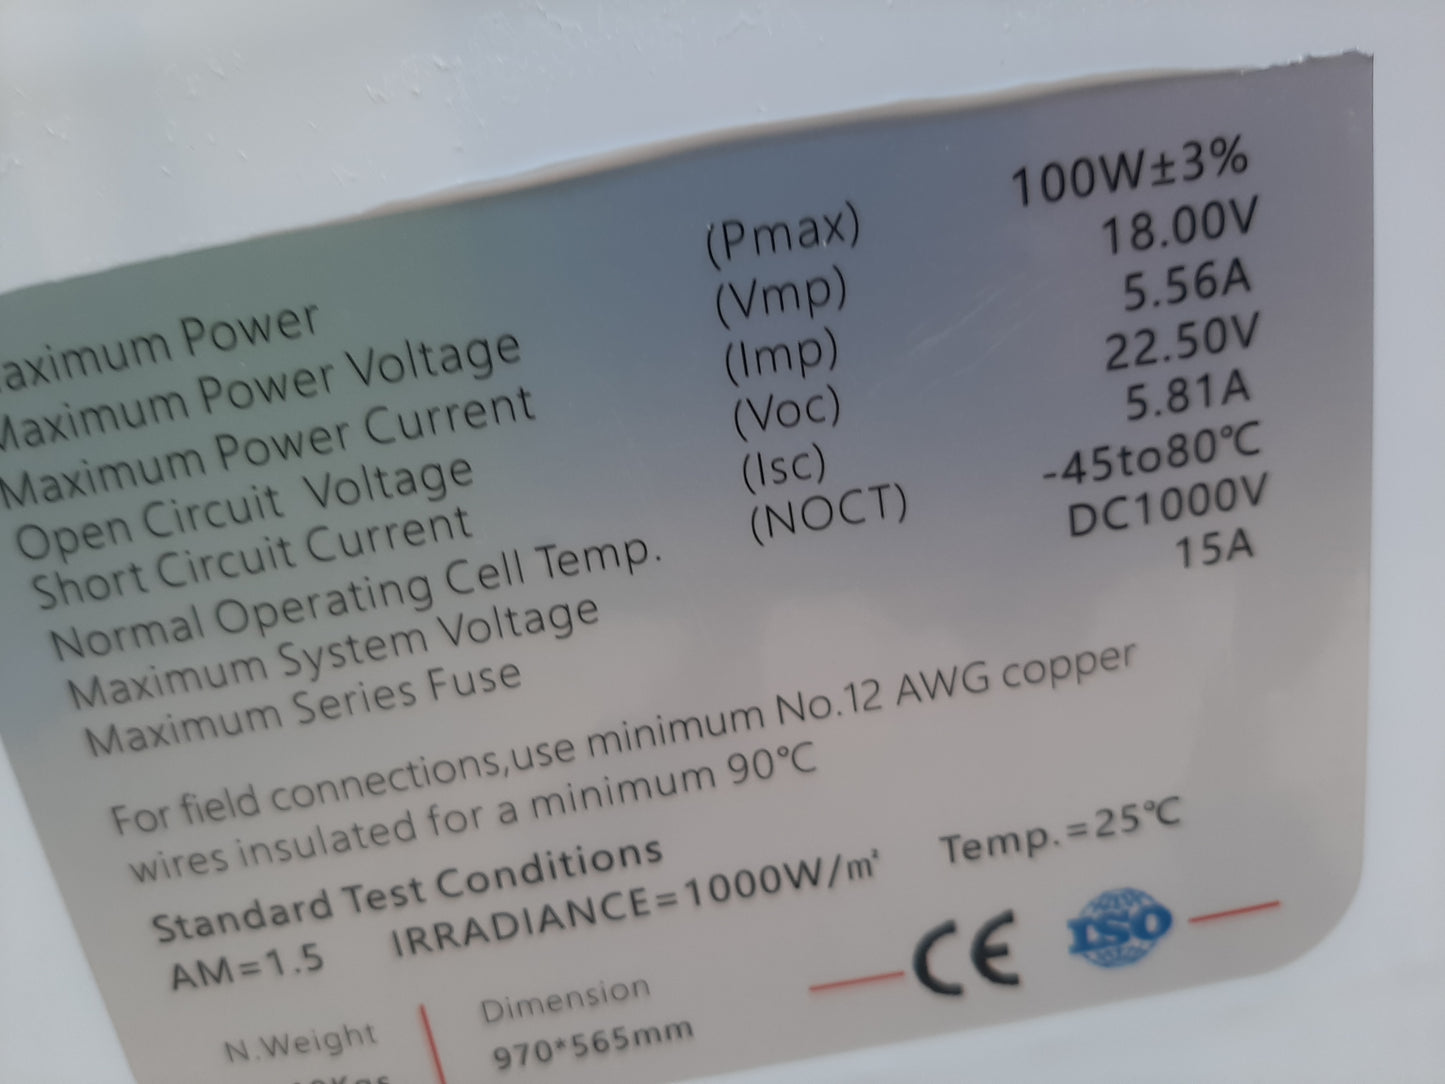 aximum Power (Pmax) 100W±3%
Maximum Power Voltage (Vmp) 18.00V
Maximum Power Current (Imp) 5.56A
Open Circuit Voltage (Voc) 22.50V
Short Circuit Current (Isc) 5.81A
Normal Operating Cell Temp. (NOCT) -45to80℃
Maximum System Voltage DC1000V
Maximum Series Fuse 15A
For field connections,use minimum No.12 AWG copper
wires insulated for a minimum 90℃
Standard Test Conditions
AM=1.5 IRRADIANCE=1000W/㎡ Temp.=25℃
CE ISO
N.Weight Dimension
970*565mm